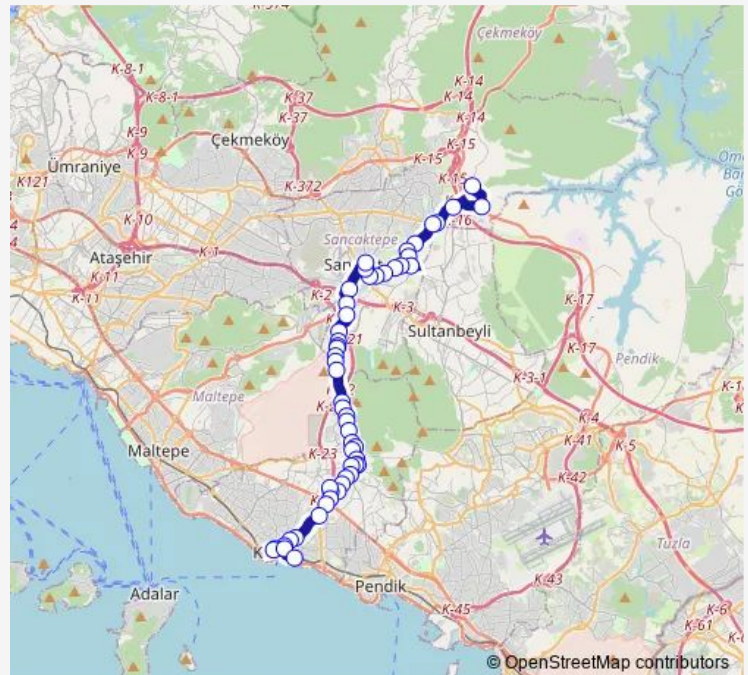 Çekmeköy
K-8-1
K-8-1
K-37
K-37
K-14
K-14
K-14
K-9
K-9
Çekmeköy
K-15
K-15
K-15
Ümraniye
K121
K-372
K-10
K-16
Sancaktepe
K-1
Ataşehir
K-11
K-11
K-2
K-3
K-17
Sultanbeyli
K-17
Pendik
Maltepe
K-3-1
K-4
K-41
K-5
Maltepe
K-23
K-42
Tuzla
K-43
Adalar
Pendik
K-45
K-6
K-61
© OpenStreetMap contributors